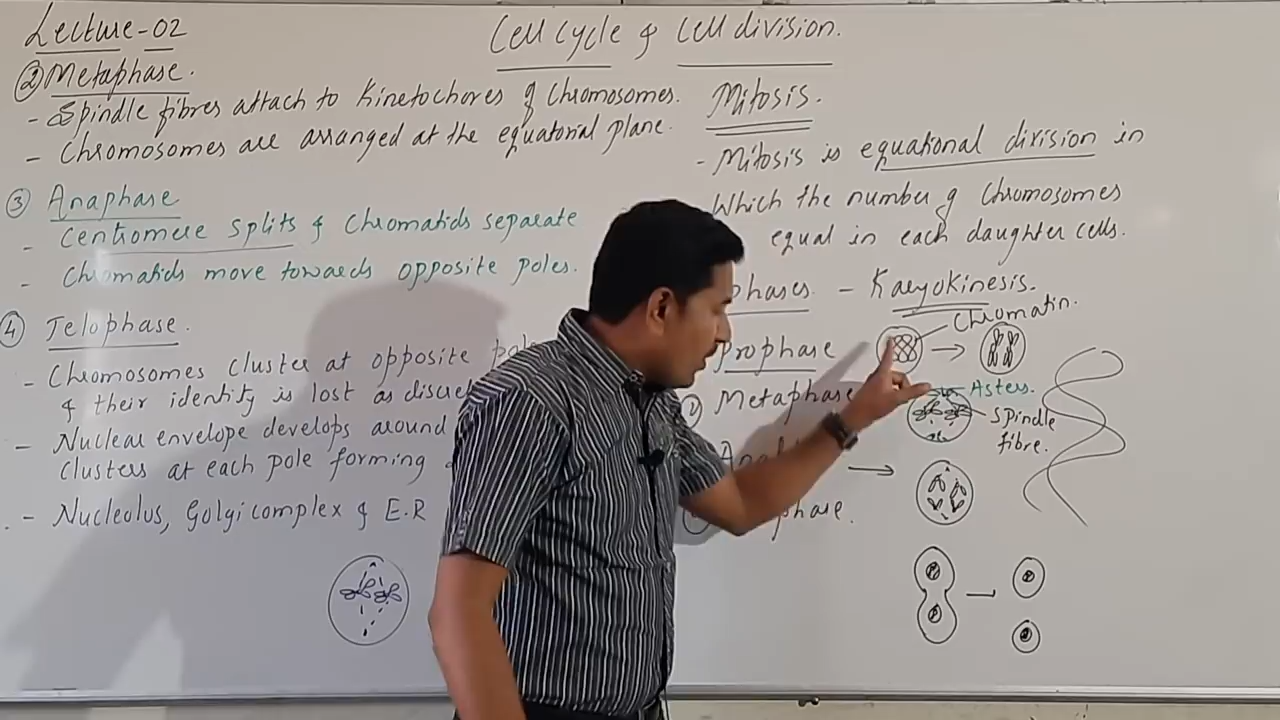 Lecture-02
Cell cycle & Cell division.
② Metaphase.
- Spindle fibres attach to Kinetochores of Chromosomes.
- Chromosomes are arranged at the equatorial plane.
③ Anaphase
- Centromere splits & Chromatids separate
- Chromatids move towards opposite poles.
④ Telophase.
- Chromosomes cluster at opposite
& their identity is lost as
- Nuclear envelope develops around
clusters at each pole forming
- Nucleolus, Golgi complex & E.R
Mitosis.
- Mitosis is equational division in
Which the number of Chromosomes
equal in each daughter cells.
phases - Karyokinesis.
Prophase
Chromatin.
Metaphase
Asters.
Spindle
fibre.
phase.